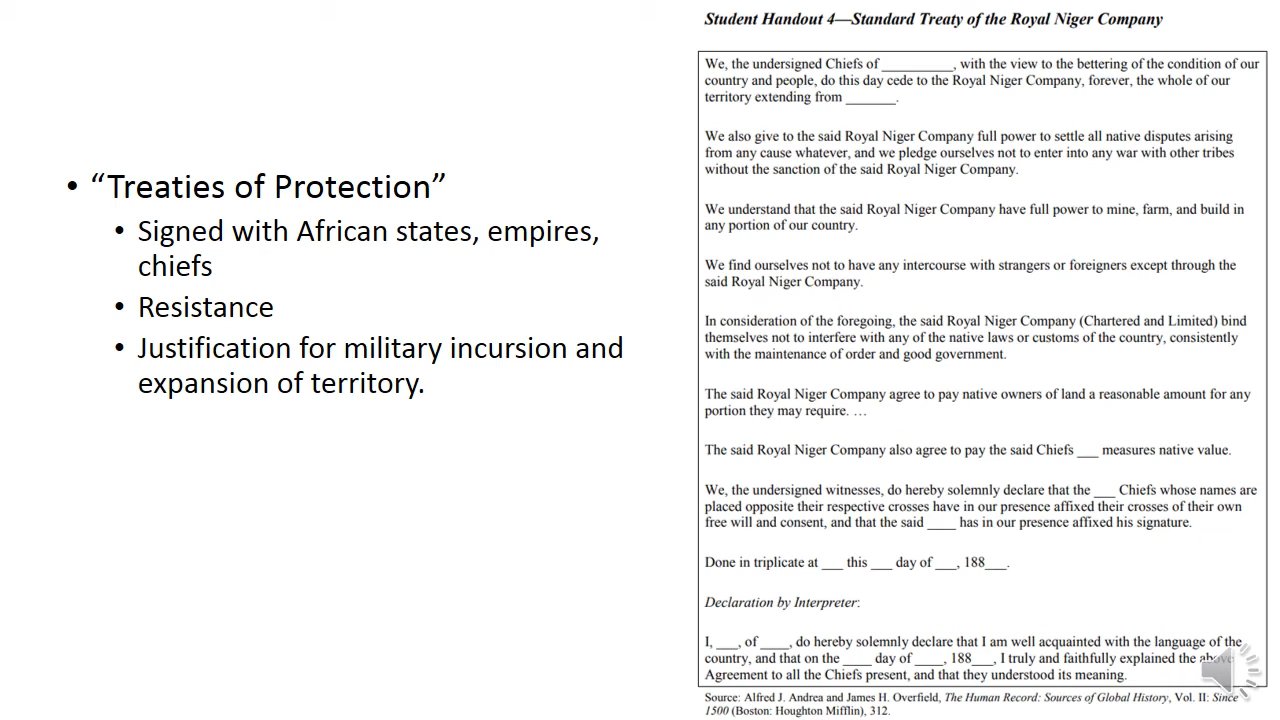 • “Treaties of Protection”
• Signed with African states, empires,
chiefs
• Resistance
• Justification for military incursion and
expansion of territory.
Student Handout 4—Standard Treaty of the Royal Niger Company
We, the undersigned Chiefs of __________, with the view to the bettering of the condition of our
country and people, do this day cede to the Royal Niger Company, forever, the whole of our
territory extending from _______.
We also give to the said Royal Niger Company full power to settle all native disputes arising
from any cause whatever, and we pledge ourselves not to enter into any war with other tribes
without the sanction of the said Royal Niger Company.
We understand that the said Royal Niger Company have full power to mine, farm, and build in
any portion of our country.
We find ourselves not to have any intercourse with strangers or foreigners except through the
said Royal Niger Company.
In consideration of the foregoing, the said Royal Niger Company (Chartered and Limited) bind
themselves not to interfere with any of the native laws or customs of the country, consistently
with the maintenance of order and good government.
The said Royal Niger Company agree to pay native owners of land a reasonable amount for any
portion they may require. …
The said Royal Niger Company also agree to pay the said Chiefs ___ measures native value.
We, the undersigned witnesses, do hereby solemnly declare that the ___ Chiefs whose names are
placed opposite their respective crosses have in our presence affixed their crosses of their own
free will and consent, and that the said ____ has in our presence affixed his signature.
Done in triplicate at ___ this ___ day of ___, 188___.
Declaration by Interpreter:
I, ___, of ____, do hereby solemnly declare that I am well acquainted with the language of the
country, and that on the ____ day of ____, 188___, I truly and faithfully explained the above
Agreement to all the Chiefs present, and that they understood its meaning.
Source: Alfred J. Andrea and James H. Overfield, The Human Record: Sources of Global History, Vol. II: Since
1500 (Boston: Houghton Mifflin), 312.